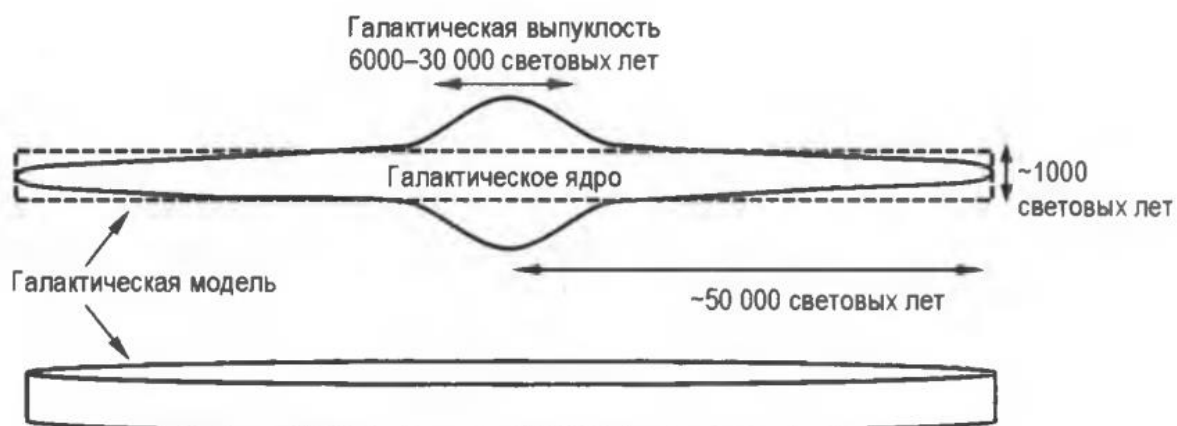 Галактическая выпуклость
6000–30 000 световых лет
Галактическое ядро
~1000
световых лет
Галактическая модель
~50 000 световых лет